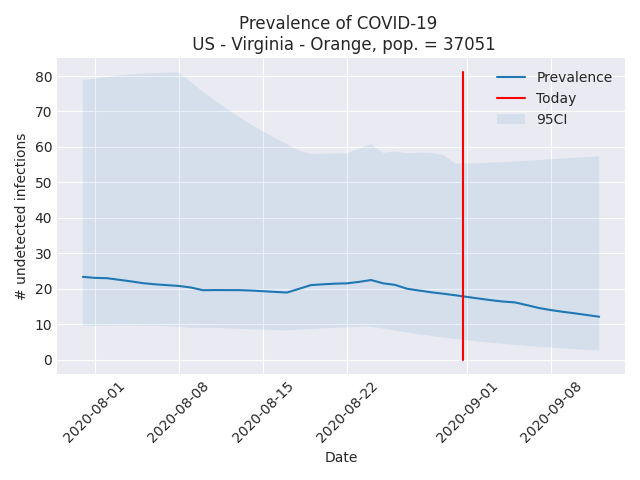 Prevalence of COVID-19
US - Virginia - Orange, pop. = 37051
Prevalence
Today
95CI
# undetected infections
80
70
60
50
40
30
20
10
0
2020-08-01
2020-08-08
2020-08-15
2020-08-22
2020-09-01
2020-09-08
Date